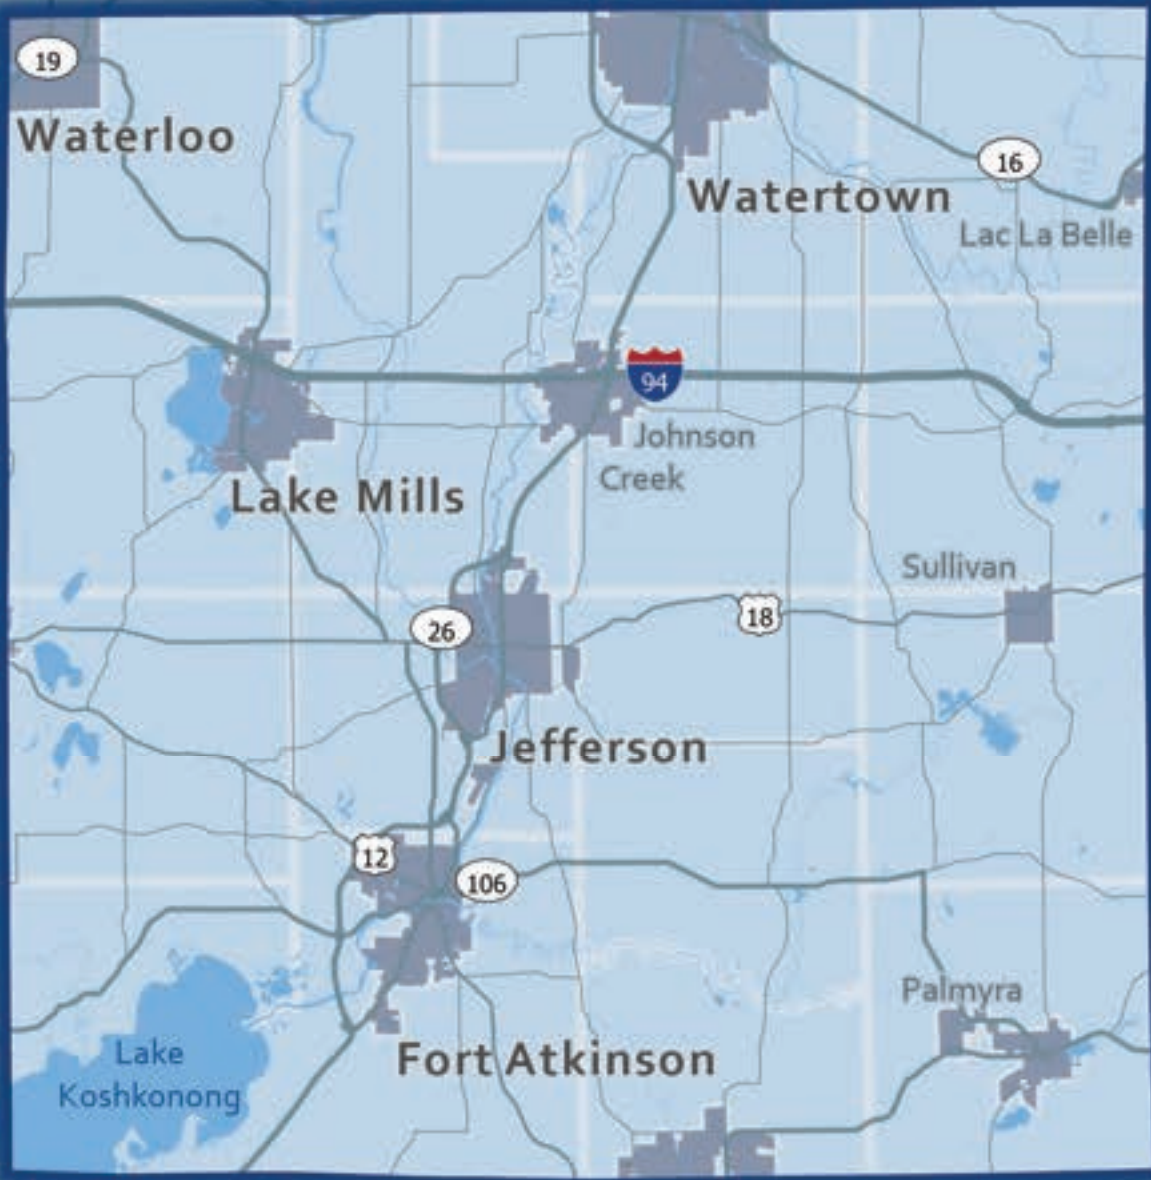 19
Waterloo
16
Watertown
Lac La Belle
94
Johnson
Creek
Lake Mills
Sullivan
18
26
Jefferson
12
106
Palmyra
Lake
Koshkonong
Fort Atkinson